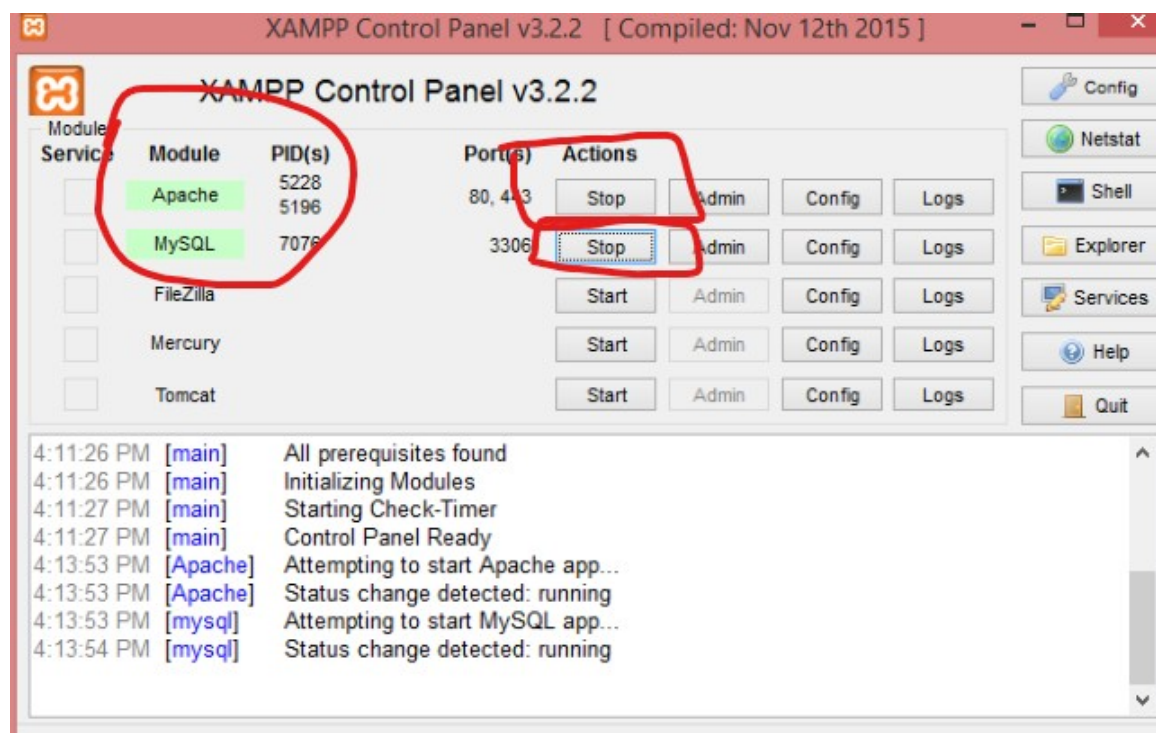 XAMPP Control Panel v3.2.2 [ Compiled: Nov 12th 2015 ]
XAMPP Control Panel v3.2.2
Config
Modules
Service Module PID(s) Port(s) Actions
Netstat
Apache 5228 5196 80, 443 Stop Admin Config Logs
Shell
MySQL 7076 3306 Stop Admin Config Logs
Explorer
FileZilla Start Admin Config Logs
Services
Mercury Start Admin Config Logs
Help
Tomcat Start Admin Config Logs
Quit
4:11:26 PM [main] All prerequisites found
4:11:26 PM [main] Initializing Modules
4:11:27 PM [main] Starting Check-Timer
4:11:27 PM [main] Control Panel Ready
4:13:53 PM [Apache] Attempting to start Apache app...
4:13:53 PM [Apache] Status change detected: running
4:13:53 PM [mysql] Attempting to start MySQL app...
4:13:54 PM [mysql] Status change detected: running